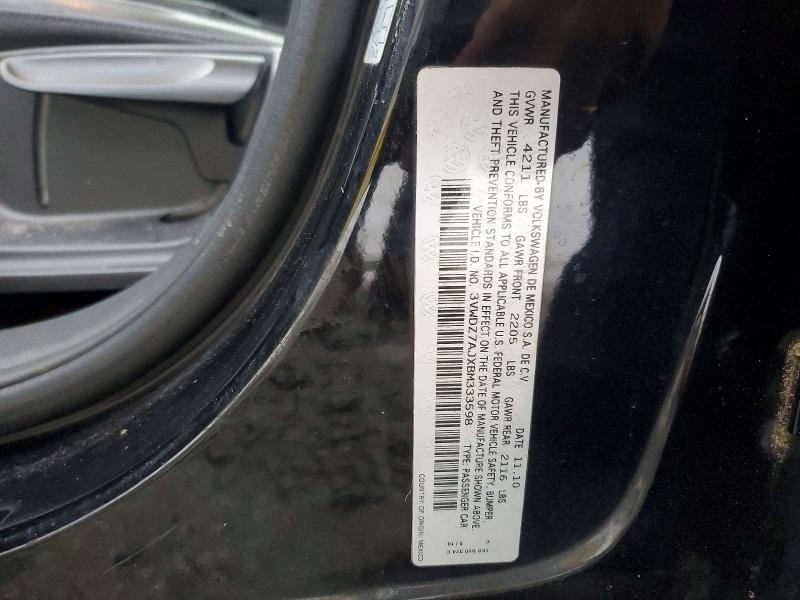 MANUFACTURED-BY VOLKSWAGEN DE MEXICO S.A. DE C.V.
GVWR 4211 LBS GAWR FRONT 2205 LBS GAWR REAR 2116 LBS DATE 11.10
THIS VEHICLE CONFORMS TO ALL APPLICABLE U.S. FEDERAL MOTOR VEHICLE SAFETY, BUMPER,
AND THEFT PREVENTION STANDARDS IN EFFECT ON THE DATE OF MANUFACTURE SHOWN ABOVE
VEHICLE I.D. NO. 3VWDZ7AJXBM333598 TYPE: PASSENGER CAR
COUNTRY OF ORIGIN: MEXICO